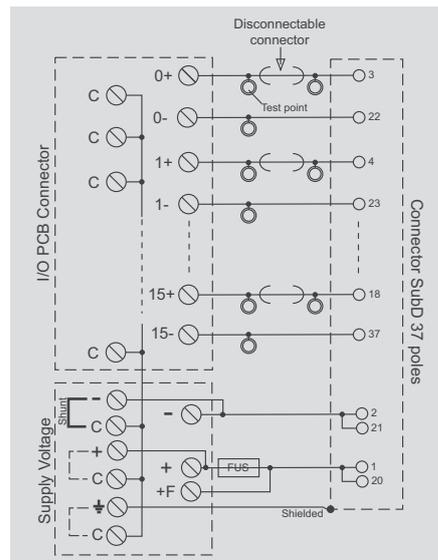 Disconnectable
connector
0+
3
C
Test point
0-
22
C
1+
4
C
1-
23
I/O PCB Connector
Connector SubD 37 poles
15+
18
15-
37
C
Supply Voltage
Shunt
-
-
2
C
21
+
+
FUS
1
C
+F
20
Shielded
C